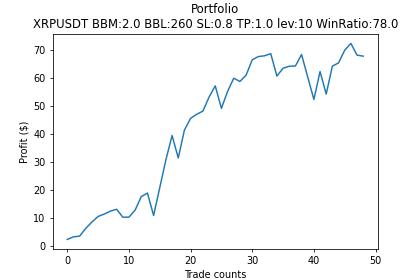 Portfolio
XRPUSDT BBM:2.0 BBL:260 SL:0.8 TP:1.0 lev:10 WinRatio:78.0
70
60
50
40
30
20
10
0
Profit ($)
0 10 20 30 40 50
Trade counts